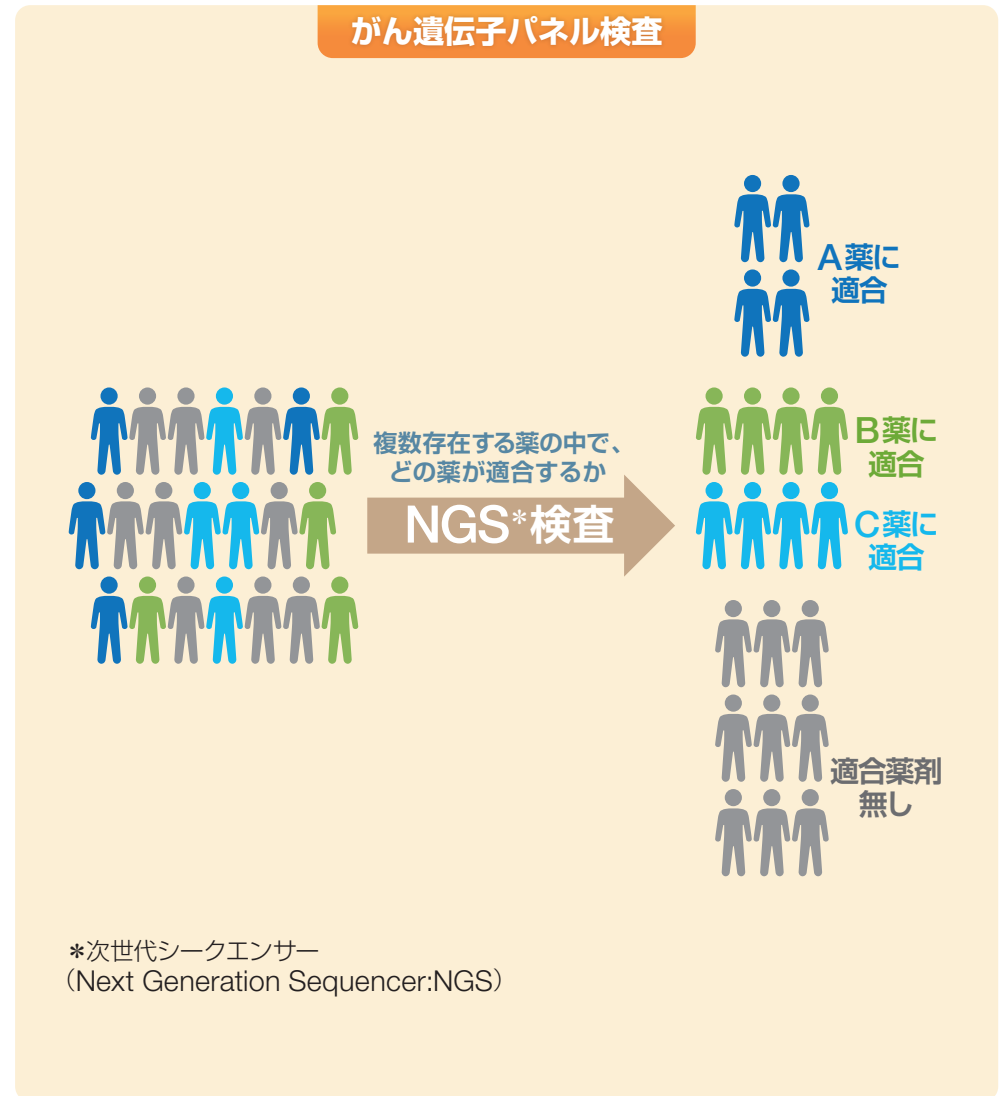 がん遺伝子パネル検査
複数存在する薬の中で、
どの薬が適合するか
NGS*検査
A薬に
適合
B薬に
適合
C薬に
適合
適合薬剤
無し
*次世代シークエンサー
（Next Generation Sequencer:NGS）